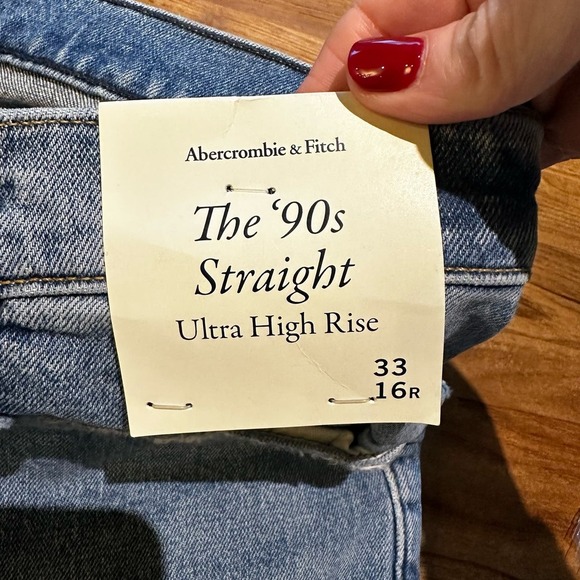 Abercrombie & Fitch
The ‘90s
Straight
Ultra High Rise
33
16R